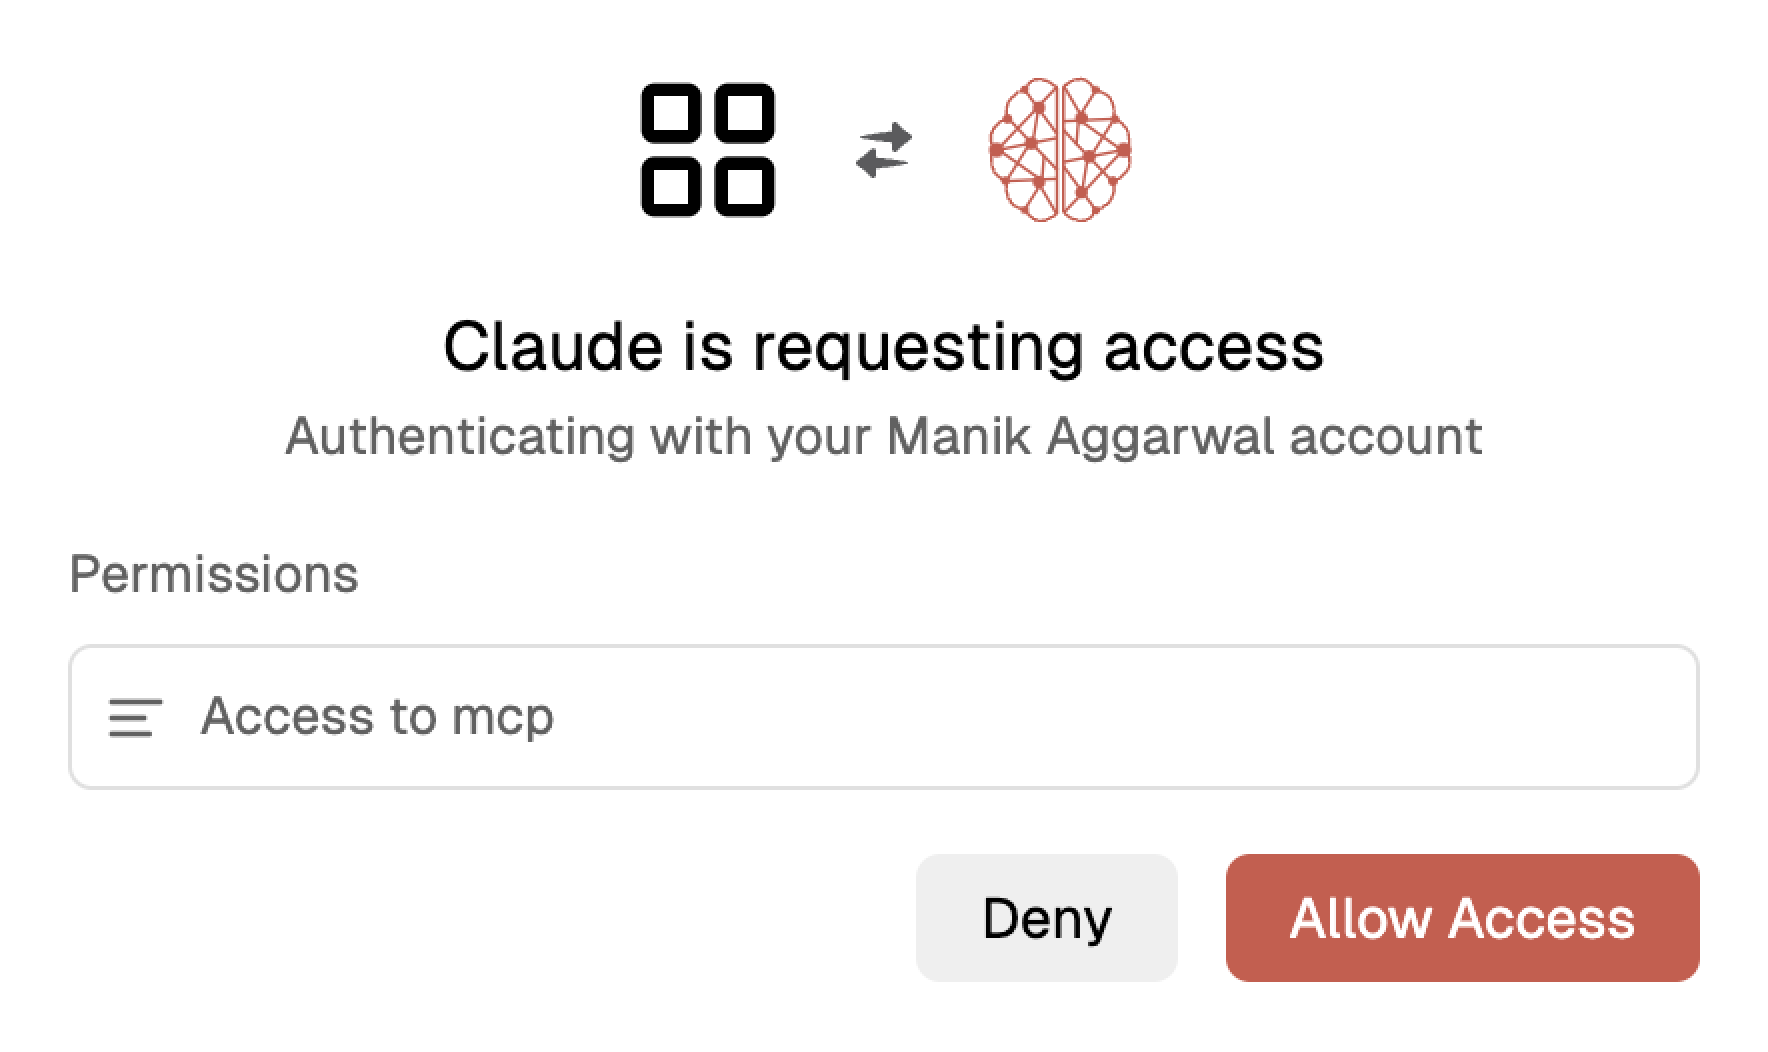 Claude is requesting access
Authenticating with your Manik Aggarwal account
Permissions
Access to mcp
Deny
Allow Access